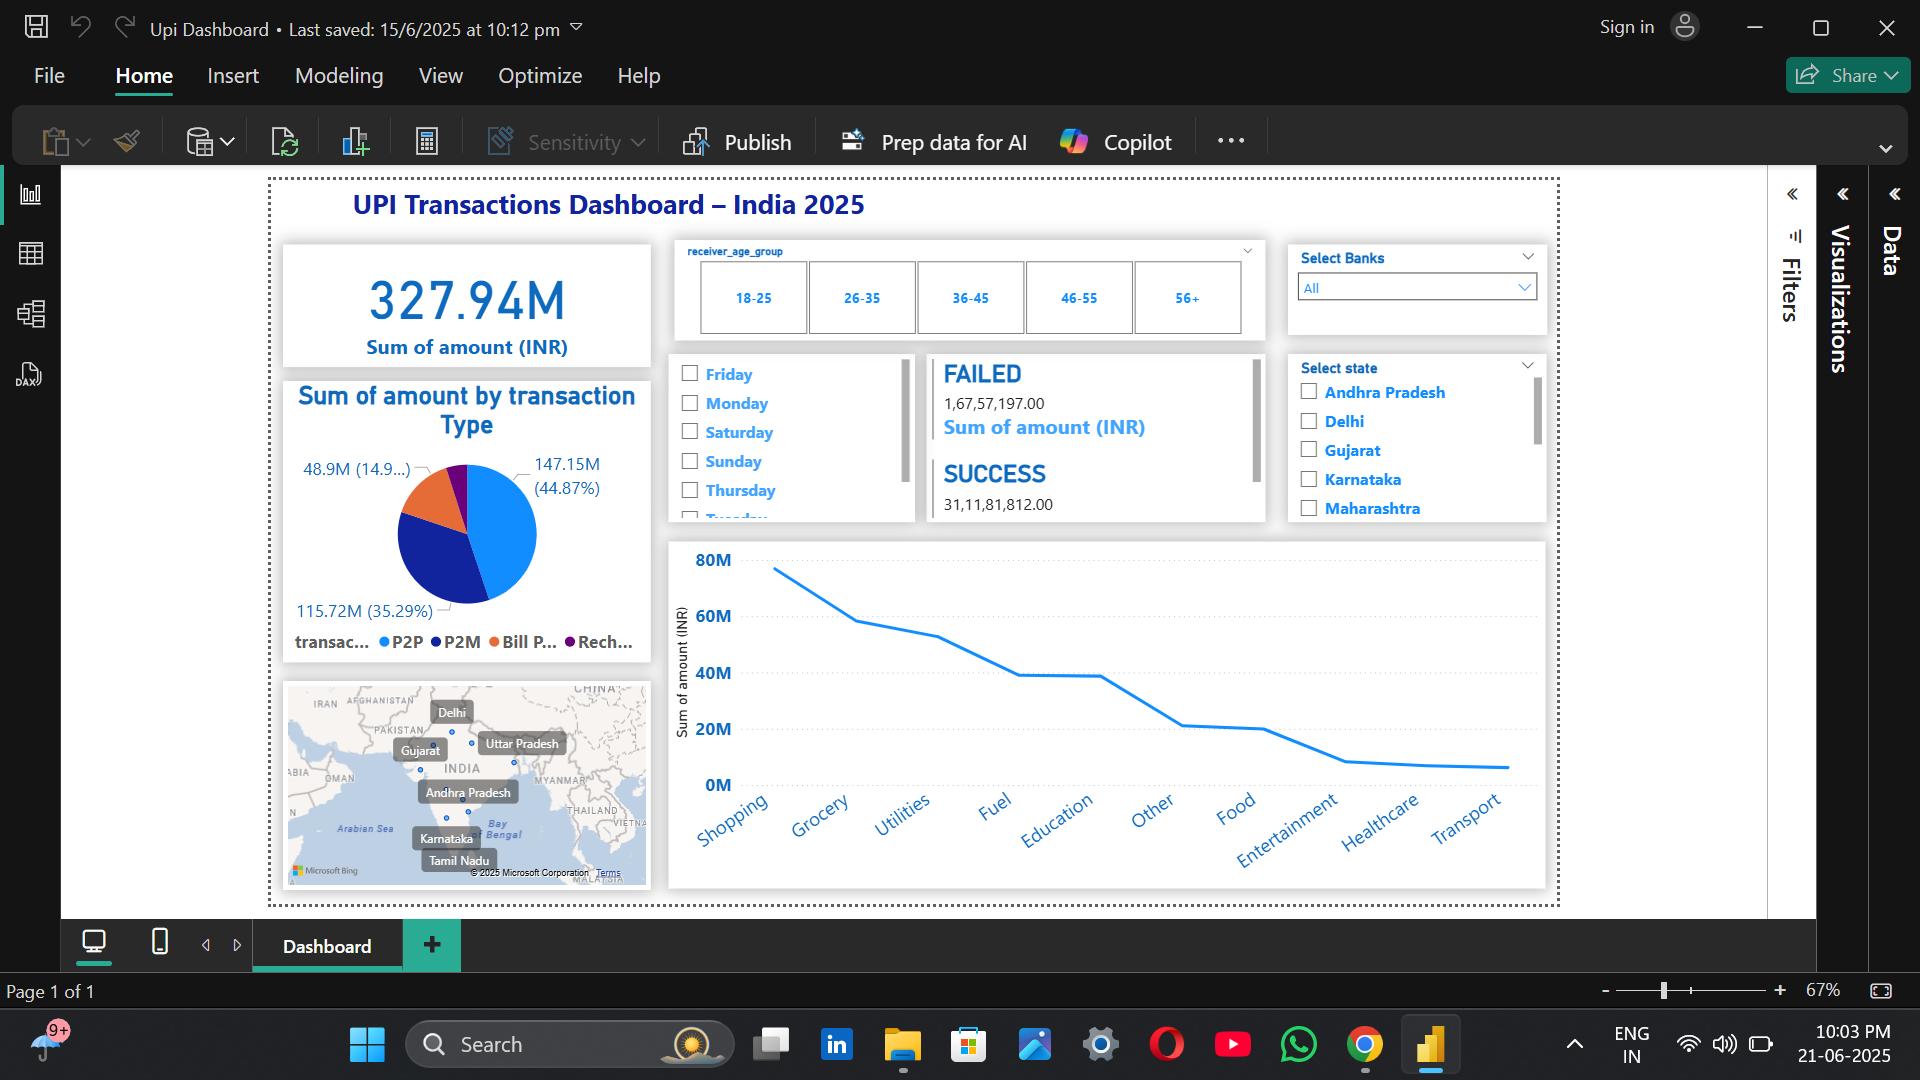 Upi Dashboard • Last saved: 15/6/2025 at 10:12 pm
Sign in
File Home Insert Modeling View Optimize Help
Share
Sensitivity
Publish
Prep data for AI
Copilot
UPI Transactions Dashboard – India 2025
327.94M
Sum of amount (INR)
receiver_age_group
18-25 26-35 36-45 46-55 56+
Select Banks
All
Sum of amount by transaction
Type
48.9M (14.9...)
147.15M
(44.87%)
115.72M (35.29%)
transac... P2P P2M Bill P... Rech...
Friday
Monday
Saturday
Sunday
Thursday
Tuesday
FAILED
1,67,57,197.00
Sum of amount (INR)
SUCCESS
31,11,81,812.00
Select state
Andhra Pradesh
Delhi
Gujarat
Karnataka
Maharashtra
CHINA
IRAN
AFGHANISTAN
Delhi
PAKISTAN
Gujarat
Uttar Pradesh
INDIA
ABIA
OMAN
MYANMAR
Andhra Pradesh
THAILAND
VIETNA
N
Arabian Sea
Bay
of Bengal
Karnataka
Tamil Nadu
Microsoft Bing
© 2025 Microsoft Corporation Terms
MALAYSIA
Sum of amount (INR)
80M
60M
40M
20M
0M
Shopping
Grocery
Utilities
Fuel
Education
Other
Food
Entertainment
Healthcare
Transport
Filters
Visualizations
Data
DAX
Dashboard
Page 1 of 1
- + 67%
9+
Search
in
ENG
IN
10:03 PM
21-06-2025